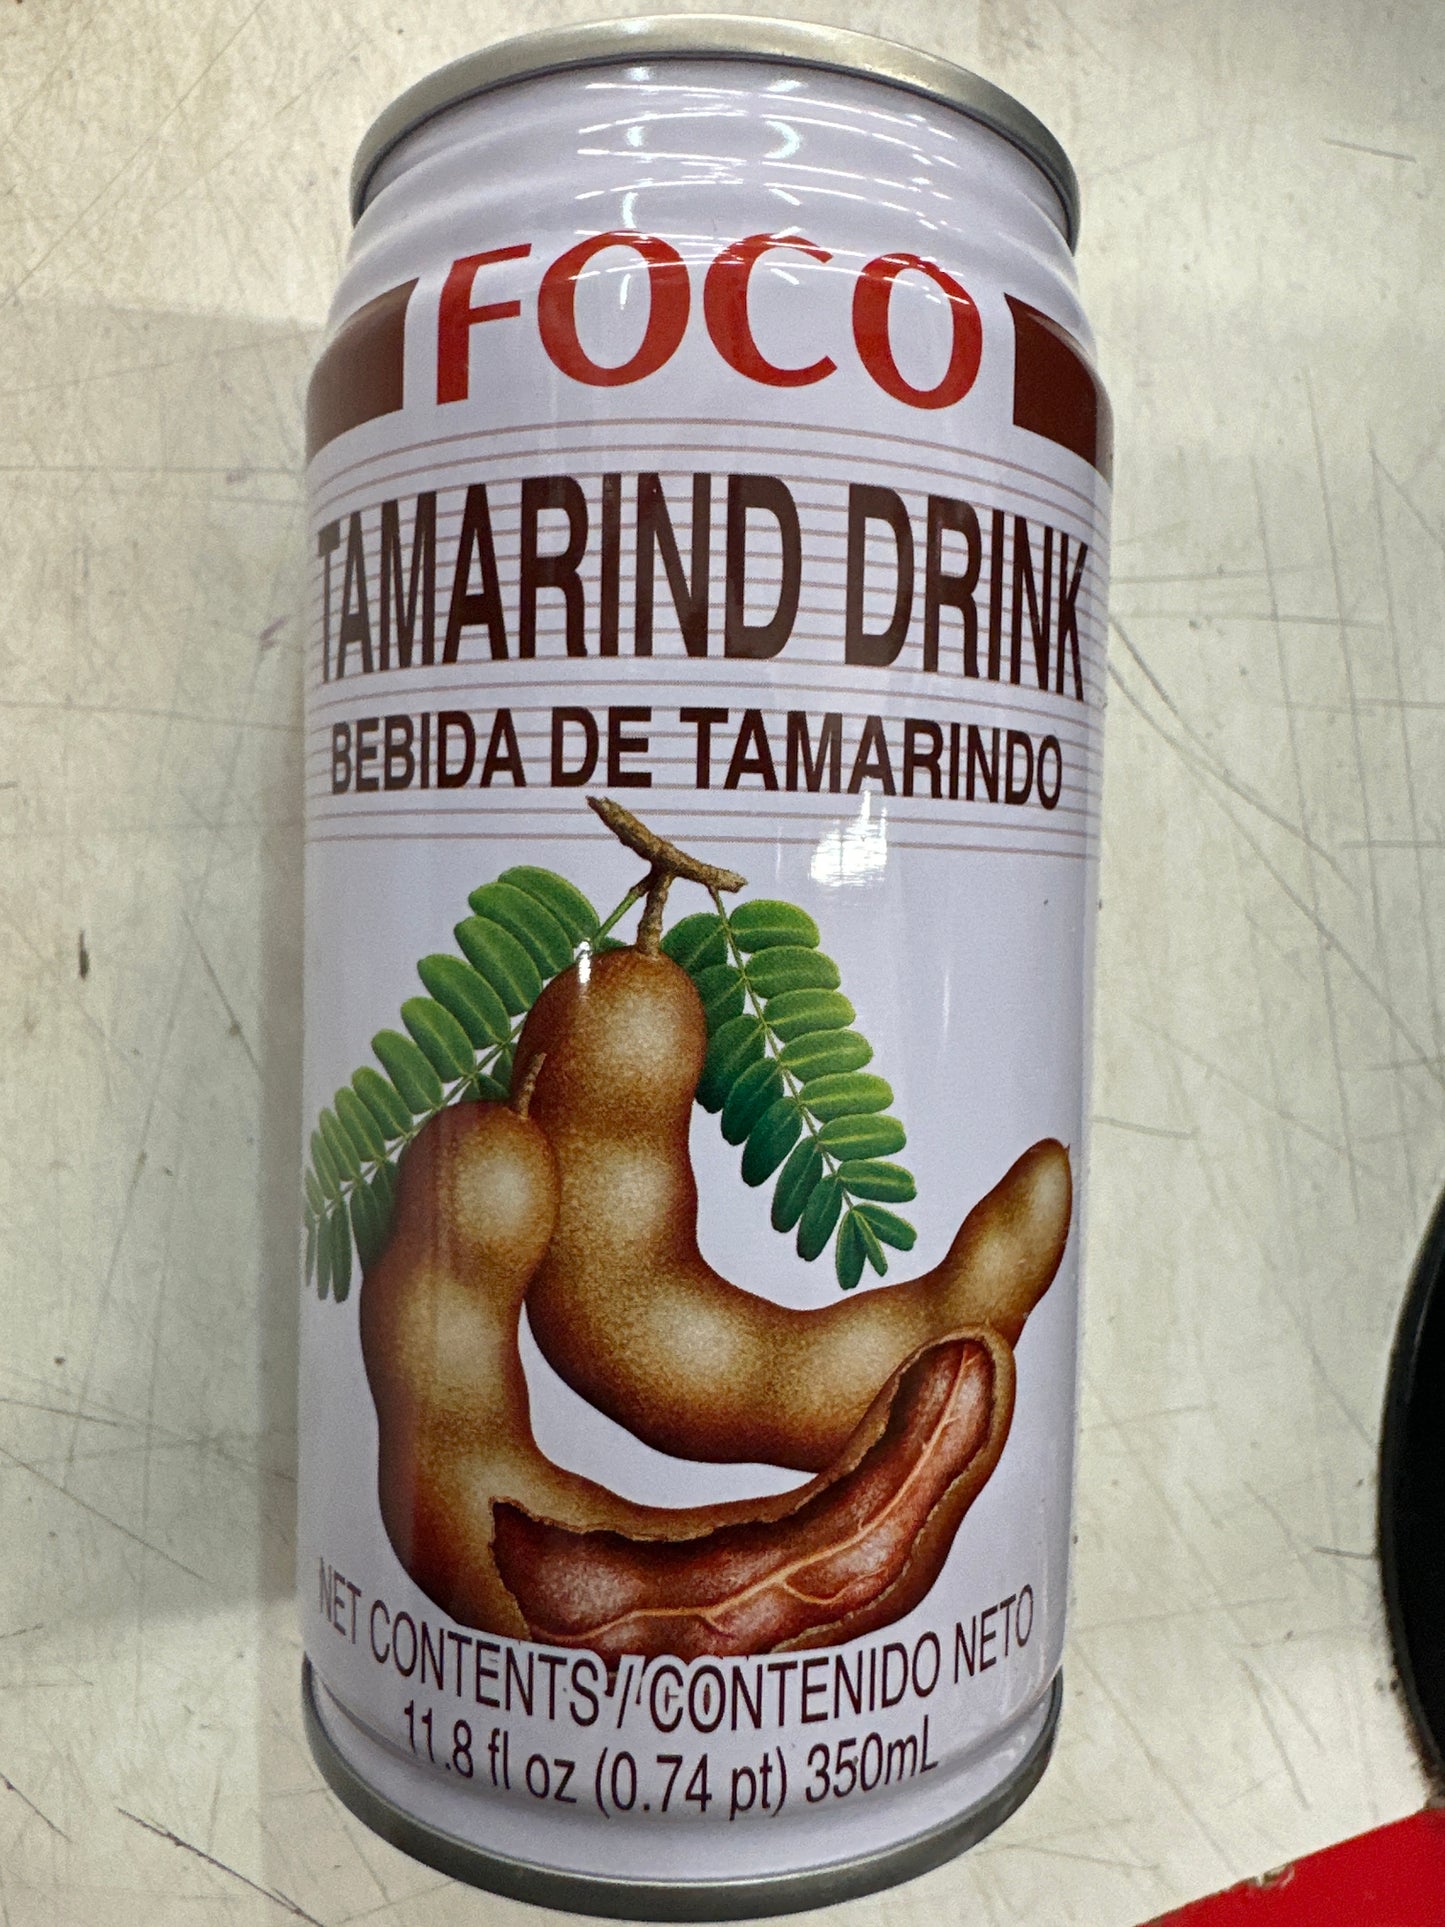 FOCO
TAMARIND DRINK
BEBIDA DE TAMARINDO
NET CONTENTS / CONTENIDO NETO
11.8 fl oz (0.74 pt) 350mL